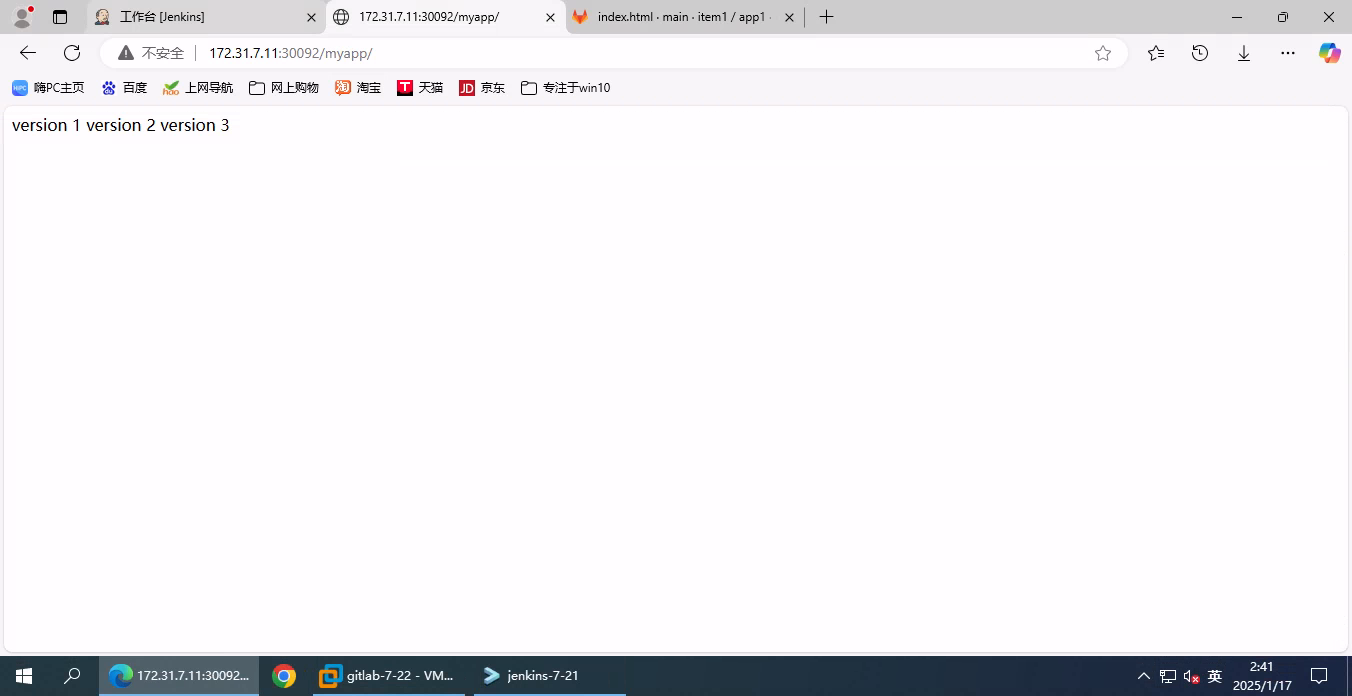 工作台 [Jenkins]
172.31.7.11:30092/myapp/
index.html · main · item1 / app1
不安全
172.31.7.11:30092/myapp/
嗨PC主页
百度
上网导航
网上购物
淘宝
天猫
京东
专注于win10
version 1 version 2 version 3
172.31.7.11:30092...
gitlab-7-22 - VM...
jenkins-7-21
英
2:41
2025/1/17